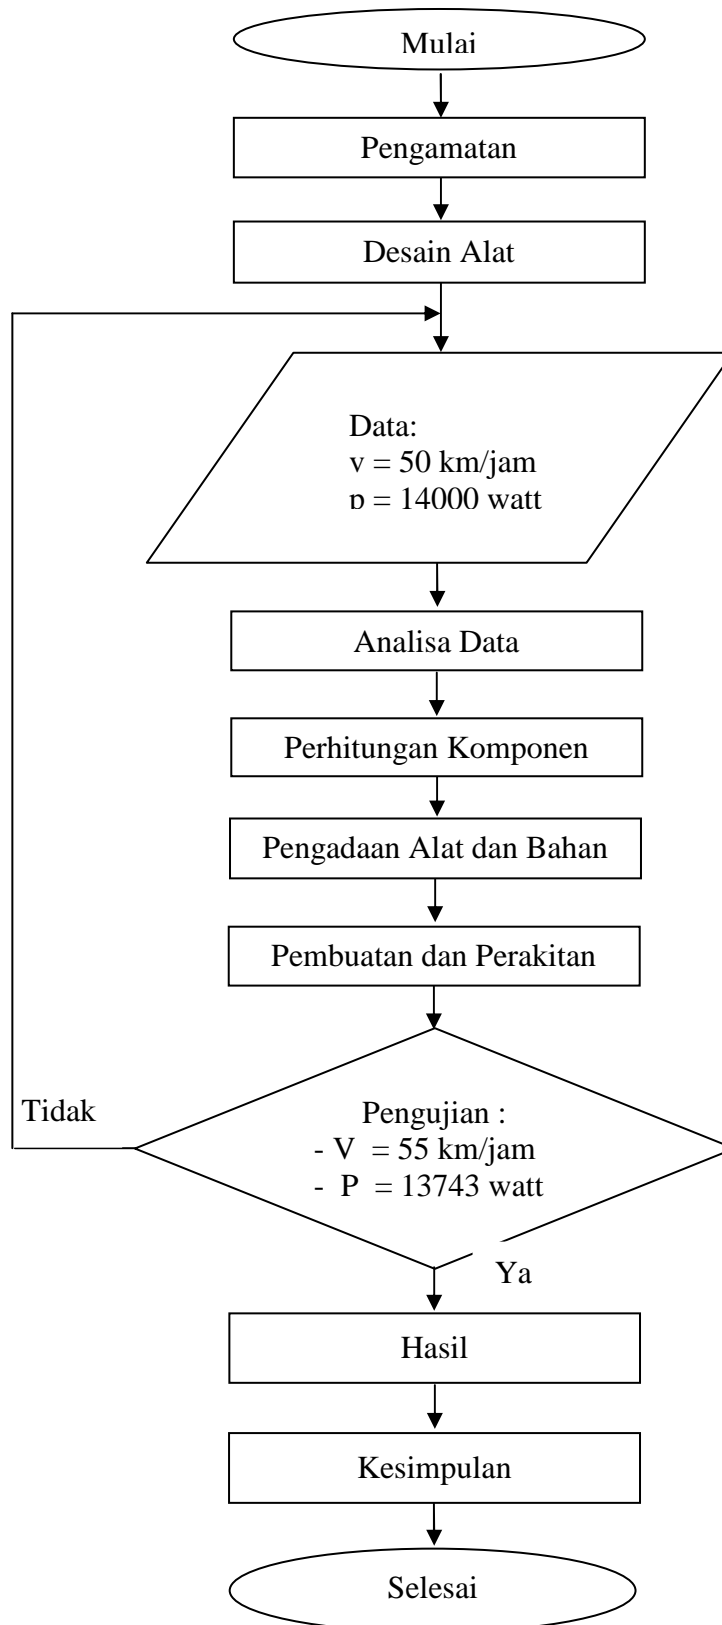 Mulai
Pengamatan
Desain Alat
Data:
v = 50 km/jam
p = 14000 watt
Analisa Data
Perhitungan Komponen
Pengadaan Alat dan Bahan
Pembuatan dan Perakitan
Tidak
Pengujian :
- V  = 55 km/jam
-  P  = 13743 watt
Ya
Hasil
Kesimpulan
Selesai